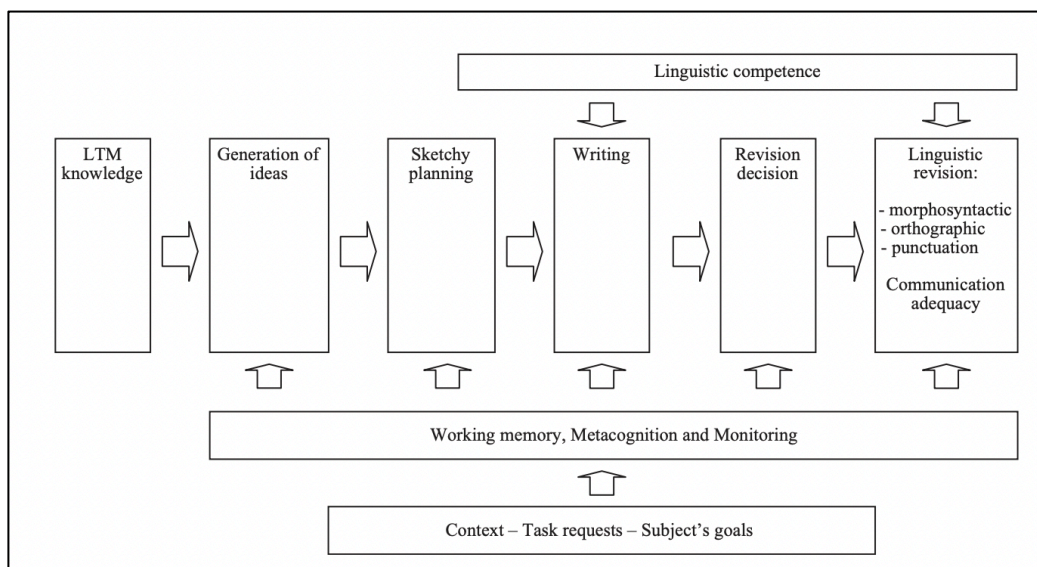 Linguistic competence
LTM
knowledge
Generation of
ideas
Sketchy
planning
Writing
Revision
decision
Linguistic
revision:
- morphosyntactic
- orthographic
- punctuation
Communication
adequacy
Working memory, Metacognition and Monitoring
Context – Task requests – Subject's goals